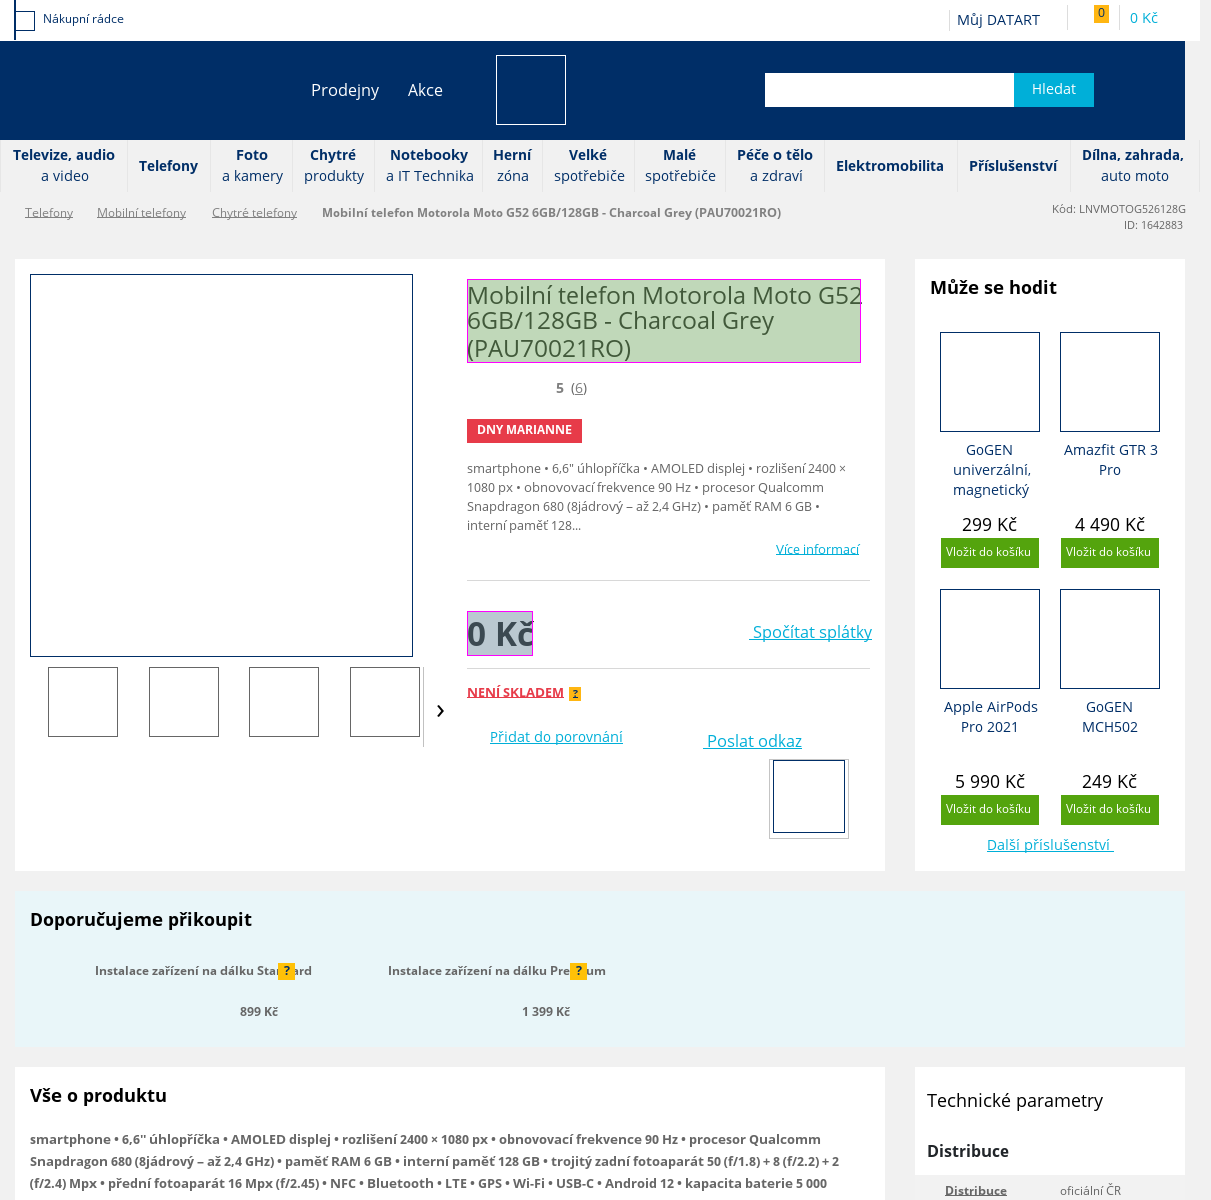 Nákupní rádce
Můj DATART
0
0 Kč
Prodejny
Akce
Hledat
Televize, audio
a video
Telefony
Foto
a kamery
Chytré
produkty
Notebooky
a IT Technika
Herní
zóna
Velké
spotřebiče
Malé
spotřebiče
Péče o tělo
a zdraví
Elektromobilita
Příslušenství
Dílna, zahrada,
auto moto
Telefony
Mobilní telefony
Chytré telefony
Mobilní telefon Motorola Moto G52 6GB/128GB - Charcoal Grey (PAU70021RO)
Kód: LNVMOTOG526128G
ID: 1642883
Mobilní telefon Motorola Moto G52
6GB/128GB - Charcoal Grey
(PAU70021RO)
5 (6)
DNY MARIANNE
smartphone • 6,6" úhlopříčka • AMOLED displej • rozlišení 2400 ×
1080 px • obnovovací frekvence 90 Hz • procesor Qualcomm
Snapdragon 680 (8jádrový – až 2,4 GHz) • paměť RAM 6 GB •
interní paměť 128...
Více informací
0 Kč
Spočítat splátky
NENÍ SKLADEM ?
Přidat do porovnání
Poslat odkaz
Může se hodit
GoGEN
univerzální,
magnetický
299 Kč
Vložit do košíku
Amazfit GTR 3
Pro
4 490 Kč
Vložit do košíku
Apple AirPods
Pro 2021
5 990 Kč
Vložit do košíku
GoGEN
MCH502
249 Kč
Vložit do košíku
Další příslušenství
Doporučujeme přikoupit
Instalace zařízení na dálku Standard ?
899 Kč
Instalace zařízení na dálku Premium ?
1 399 Kč
Vše o produktu
smartphone • 6,6'' úhlopříčka • AMOLED displej • rozlišení 2400 × 1080 px • obnovovací frekvence 90 Hz • procesor Qualcomm
Snapdragon 680 (8jádrový – až 2,4 GHz) • paměť RAM 6 GB • interní paměť 128 GB • trojitý zadní fotoaparát 50 (f/1.8) + 8 (f/2.2) + 2
(f/2.4) Mpx • přední fotoaparát 16 Mpx (f/2.45) • NFC • Bluetooth • LTE • GPS • Wi-Fi • USB-C • Android 12 • kapacita baterie 5 000
Technické parametry
Distribuce
Distribuce
oficiální ČR